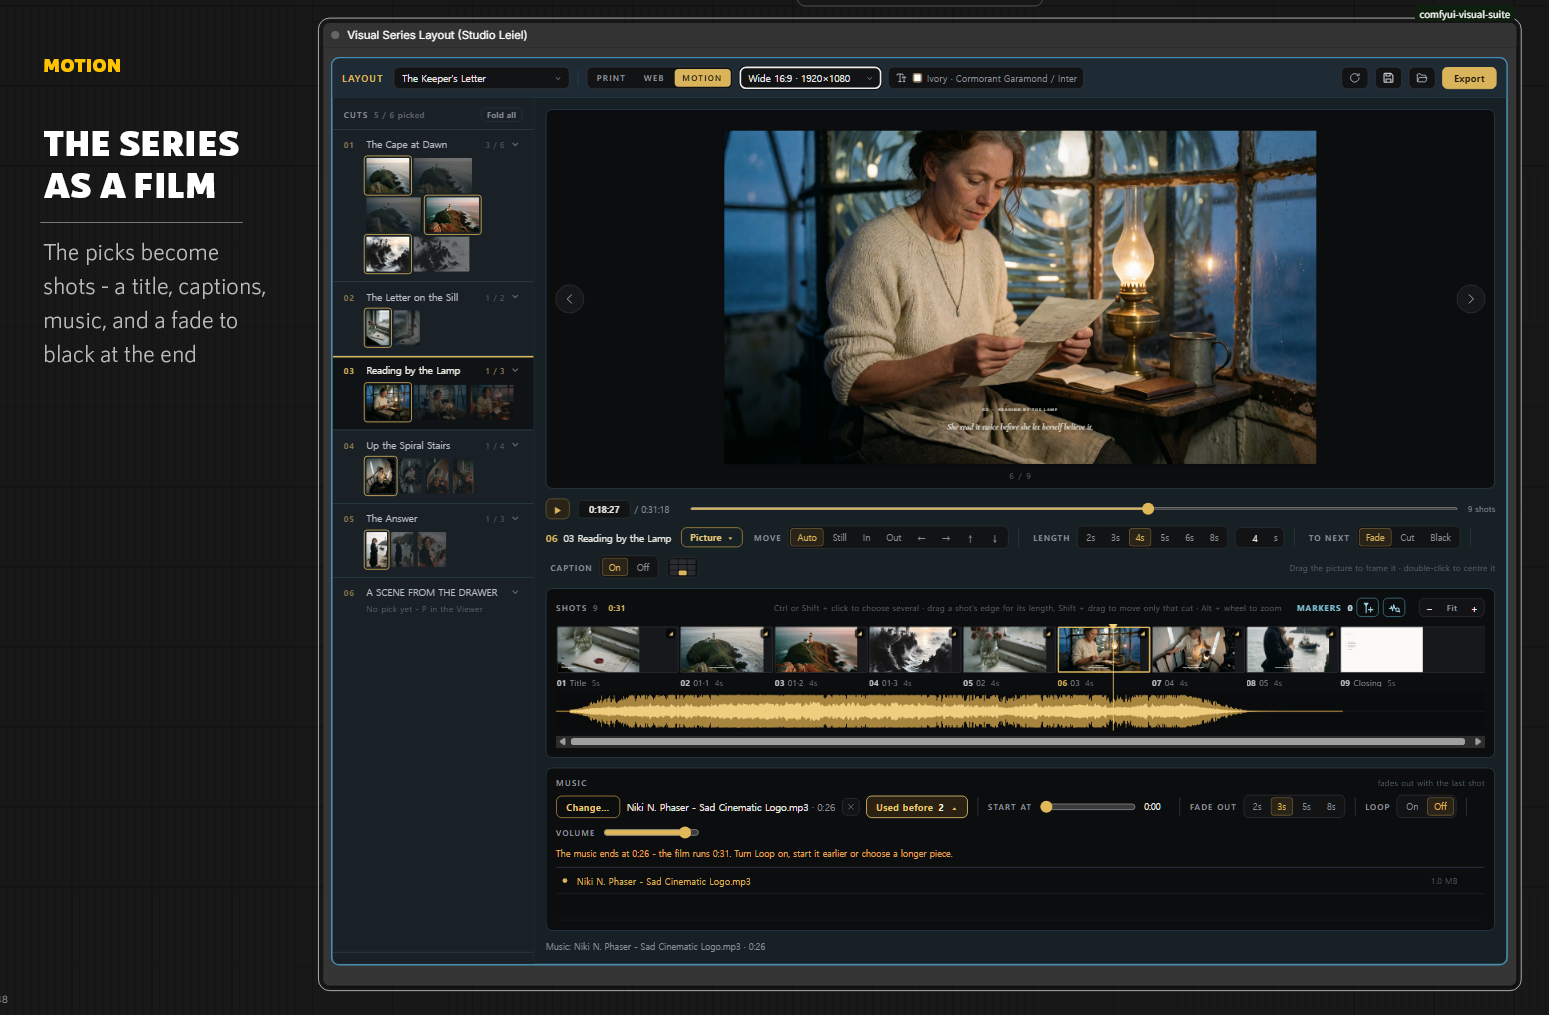 comfyui-visual-suite
MOTION
THE SERIES
AS A FILM
The picks become
shots - a title, captions,
music, and a fade to
black at the end
Visual Series Layout (Studio Leiel)
LAYOUT The Keeper's Letter PRINT WEB MOTION Wide 16:9 · 1920×1080 Ivory · Cormorant Garamond / Inter Export
CUTS 5 / 6 picked Fold all
01 The Cape at Dawn 3 / 6
02 The Letter on the Sill 1 / 2
03 Reading by the Lamp 1 / 3
04 Up the Spiral Stairs 1 / 4
05 The Answer 1 / 3
06 A SCENE FROM THE DRAWER
No pick yet - P in the Viewer
03 · READING BY THE LAMP
She read it twice before she let herself believe it.
6 / 9
0:18:27 / 0:31:18 9 shots
06 03 Reading by the Lamp Picture MOVE Auto Still In Out ← → ↑ ↓ LENGTH 2s 3s 4s 5s 6s 8s 4 s TO NEXT Fade Cut Black
CAPTION On Off Drag the picture to frame it · double-click to centre it
SHOTS 9 0:31 Ctrl or Shift + click to choose several · drag a shot's edge for its length, Shift + drag to move only that cut · Alt + wheel to zoom MARKERS 0 − Fit +
01 Title 5s 02 01-1 4s 03 01-2 4s 04 01-3 4s 05 02 4s 06 03 4s 07 04 4s 08 05 4s 09 Closing 5s
MUSIC fades out with the last shot
Change... Niki N. Phaser - Sad Cinematic Logo.mp3 · 0:26 × Used before 2 START AT 0:00 FADE OUT 2s 3s 5s 8s LOOP On Off
VOLUME
The music ends at 0:26 - the film runs 0:31. Turn Loop on, start it earlier or choose a longer piece.
Niki N. Phaser - Sad Cinematic Logo.mp3 1.0 MB
Music: Niki N. Phaser - Sad Cinematic Logo.mp3 · 0:26